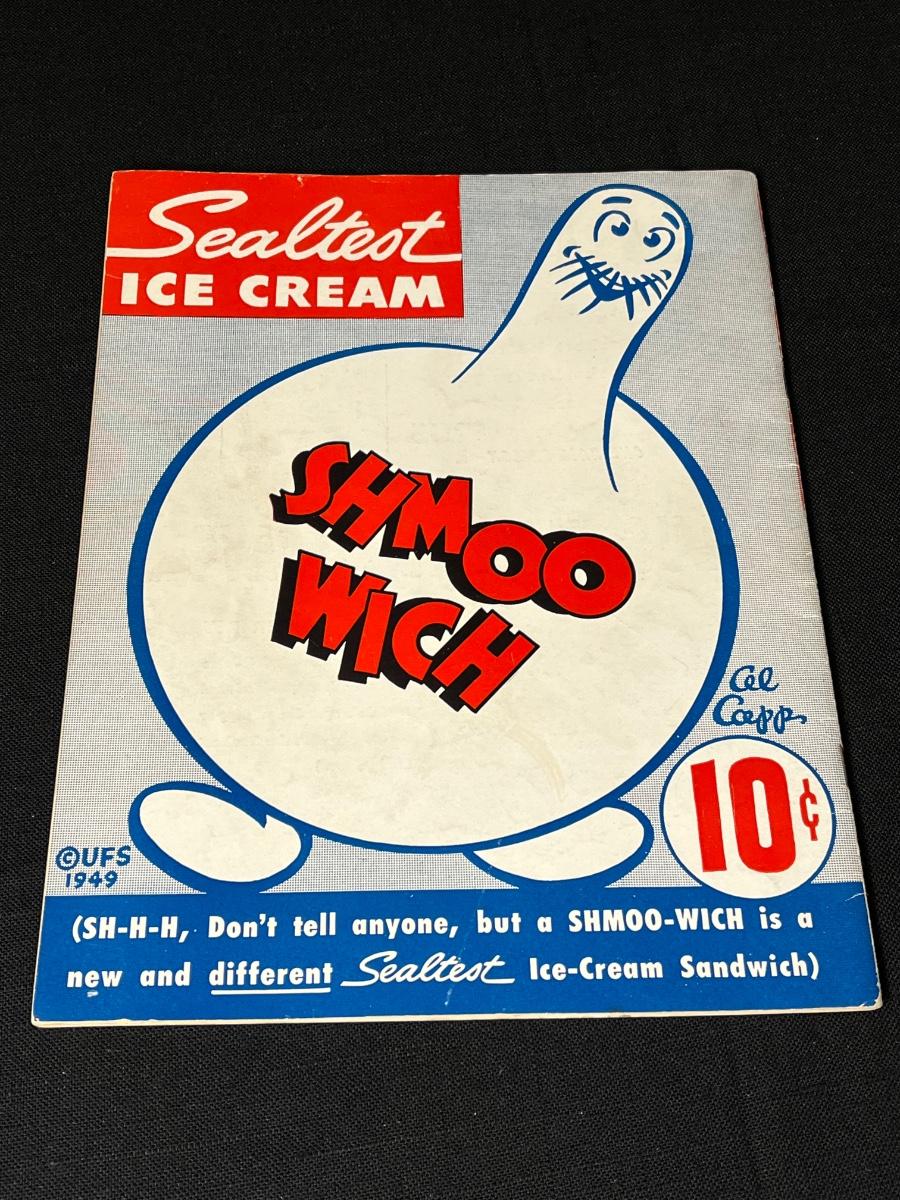 Sealtest
ICE CREAM
SHMOO
WICH
Al
Capp
10¢
©UFS
1949
(SH-H-H, Don't tell anyone, but a SHMOO-WICH is a
new and different Sealtest Ice-Cream Sandwich)